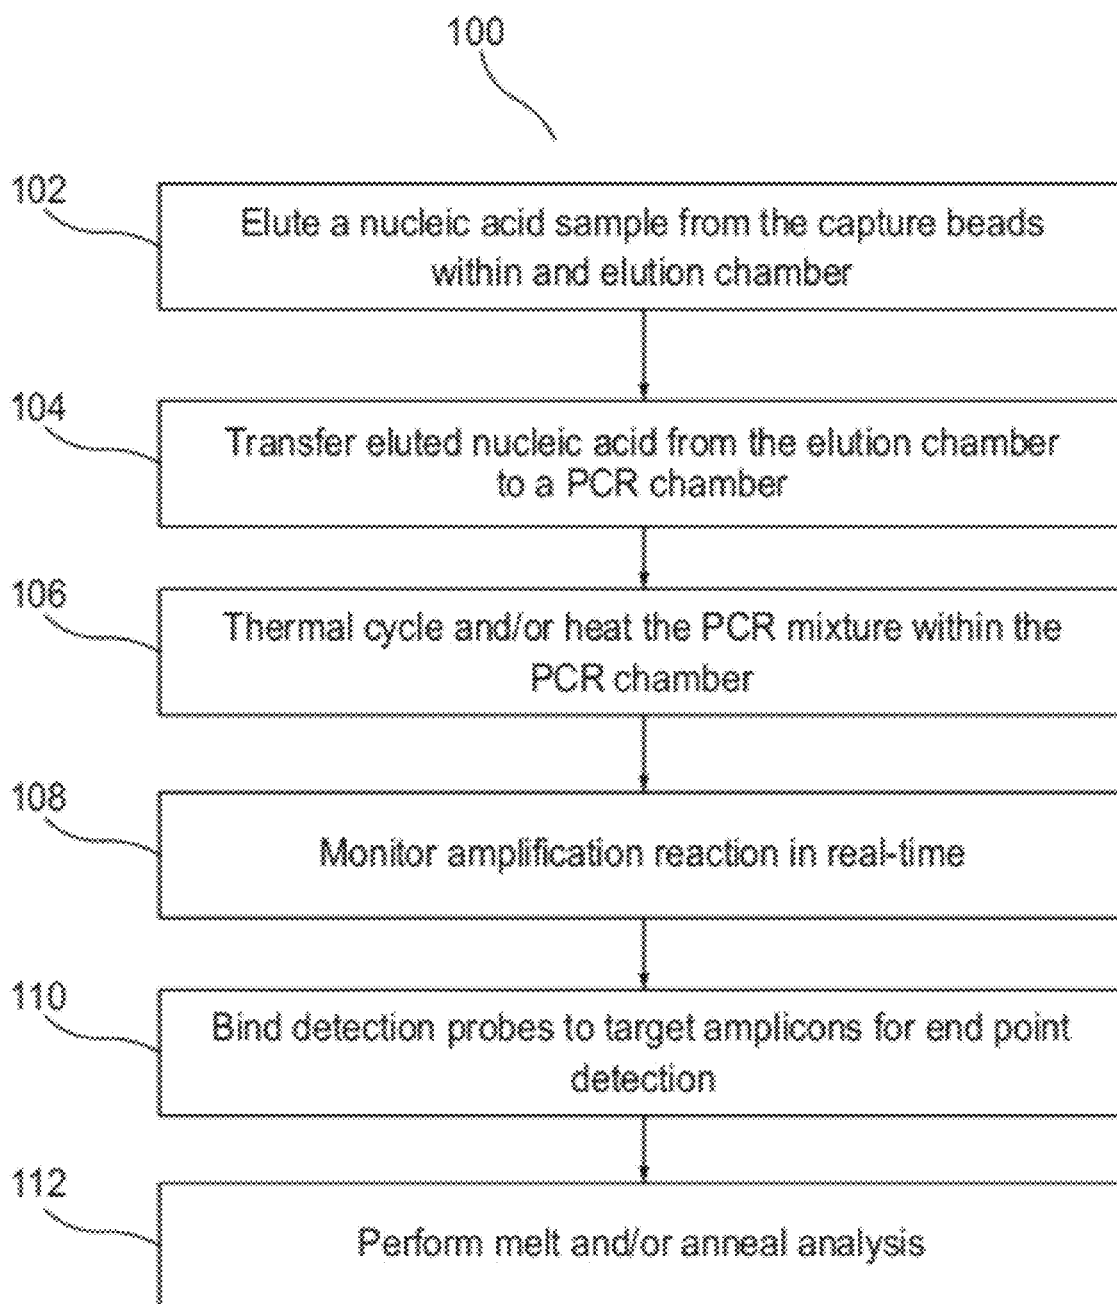 100
102
Elute a nucleic acid sample from the capture beads
within and elution chamber
104
Transfer eluted nucleic acid from the elution chamber
to a PCR chamber
106
Thermal cycle and/or heat the PCR mixture within the
PCR chamber
108
Monitor amplification reaction in real-time
110
Bind detection probes to target amplicons for end point
detection
112
Perform melt and/or anneal analysis